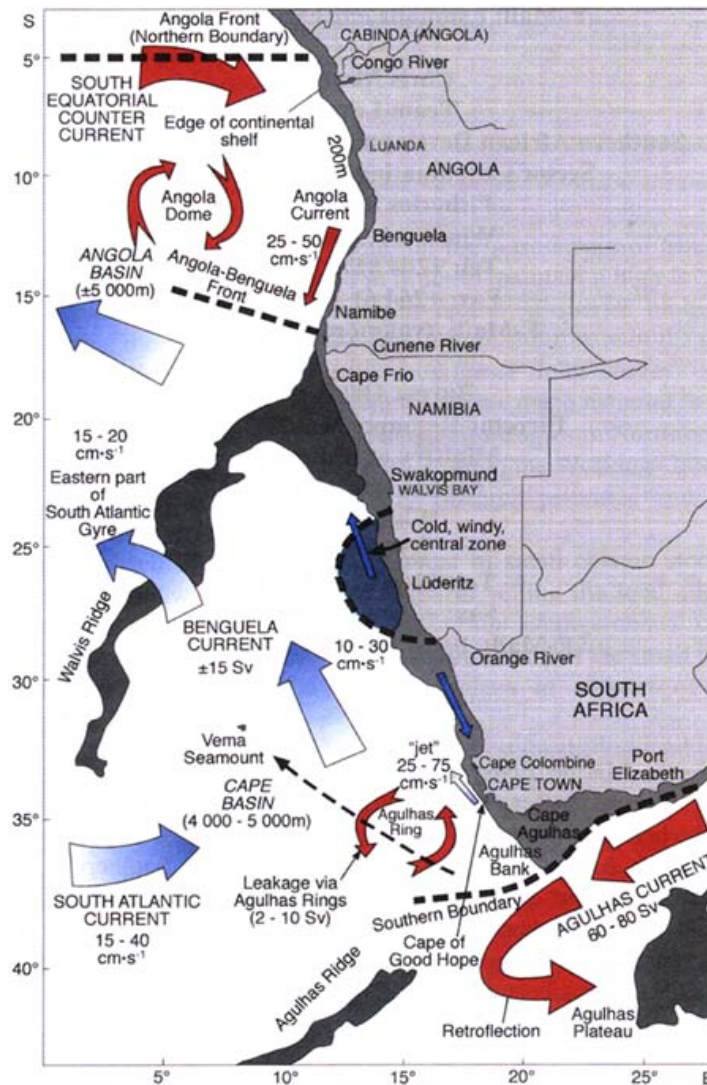 S
Angola Front
(Northern Boundary)
CABINDA (ANGOLA)
Congo River
5°
SOUTH
EQUATORIAL
COUNTER
CURRENT
Edge of continental
shelf
200m
LUANDA
ANGOLA
10°
Angola
Dome
Angola
Current
25 - 50
cm•s⁻¹
Benguela
ANGOLA
BASIN
(±5 000m)
Angola-Benguela
Front
15°
Namibe
Cunene River
Cape Frio
NAMIBIA
20°
15 - 20
cm•s⁻¹
Eastern part
of
South Atlantic
Gyre
Swakopmund
WALVIS BAY
Cold, windy,
central zone
25°
Lüderitz
Walvis Ridge
BENGUELA
CURRENT
±15 Sv
10 - 30
cm•s⁻¹
Orange River
30°
SOUTH
AFRICA
Vema
Seamount
"jet"
25 - 75
cm•s⁻¹
Cape Colombine
CAPE TOWN
Port
Elizabeth
CAPE
BASIN
(4 000 - 5 000m)
Agulhas
Ring
Cape
Agulhas
35°
Agulhas
Bank
Leakage via
Agulhas Rings
(2 - 10 Sv)
SOUTH ATLANTIC
CURRENT
15 - 40
cm•s⁻¹
Southern Boundary
AGULHAS CURRENT
60 - 80 Sv
Cape of
Good Hope
40°
Agulhas Ridge
Retroflection
Agulhas
Plateau
5°
10°
15°
20°
25°
E